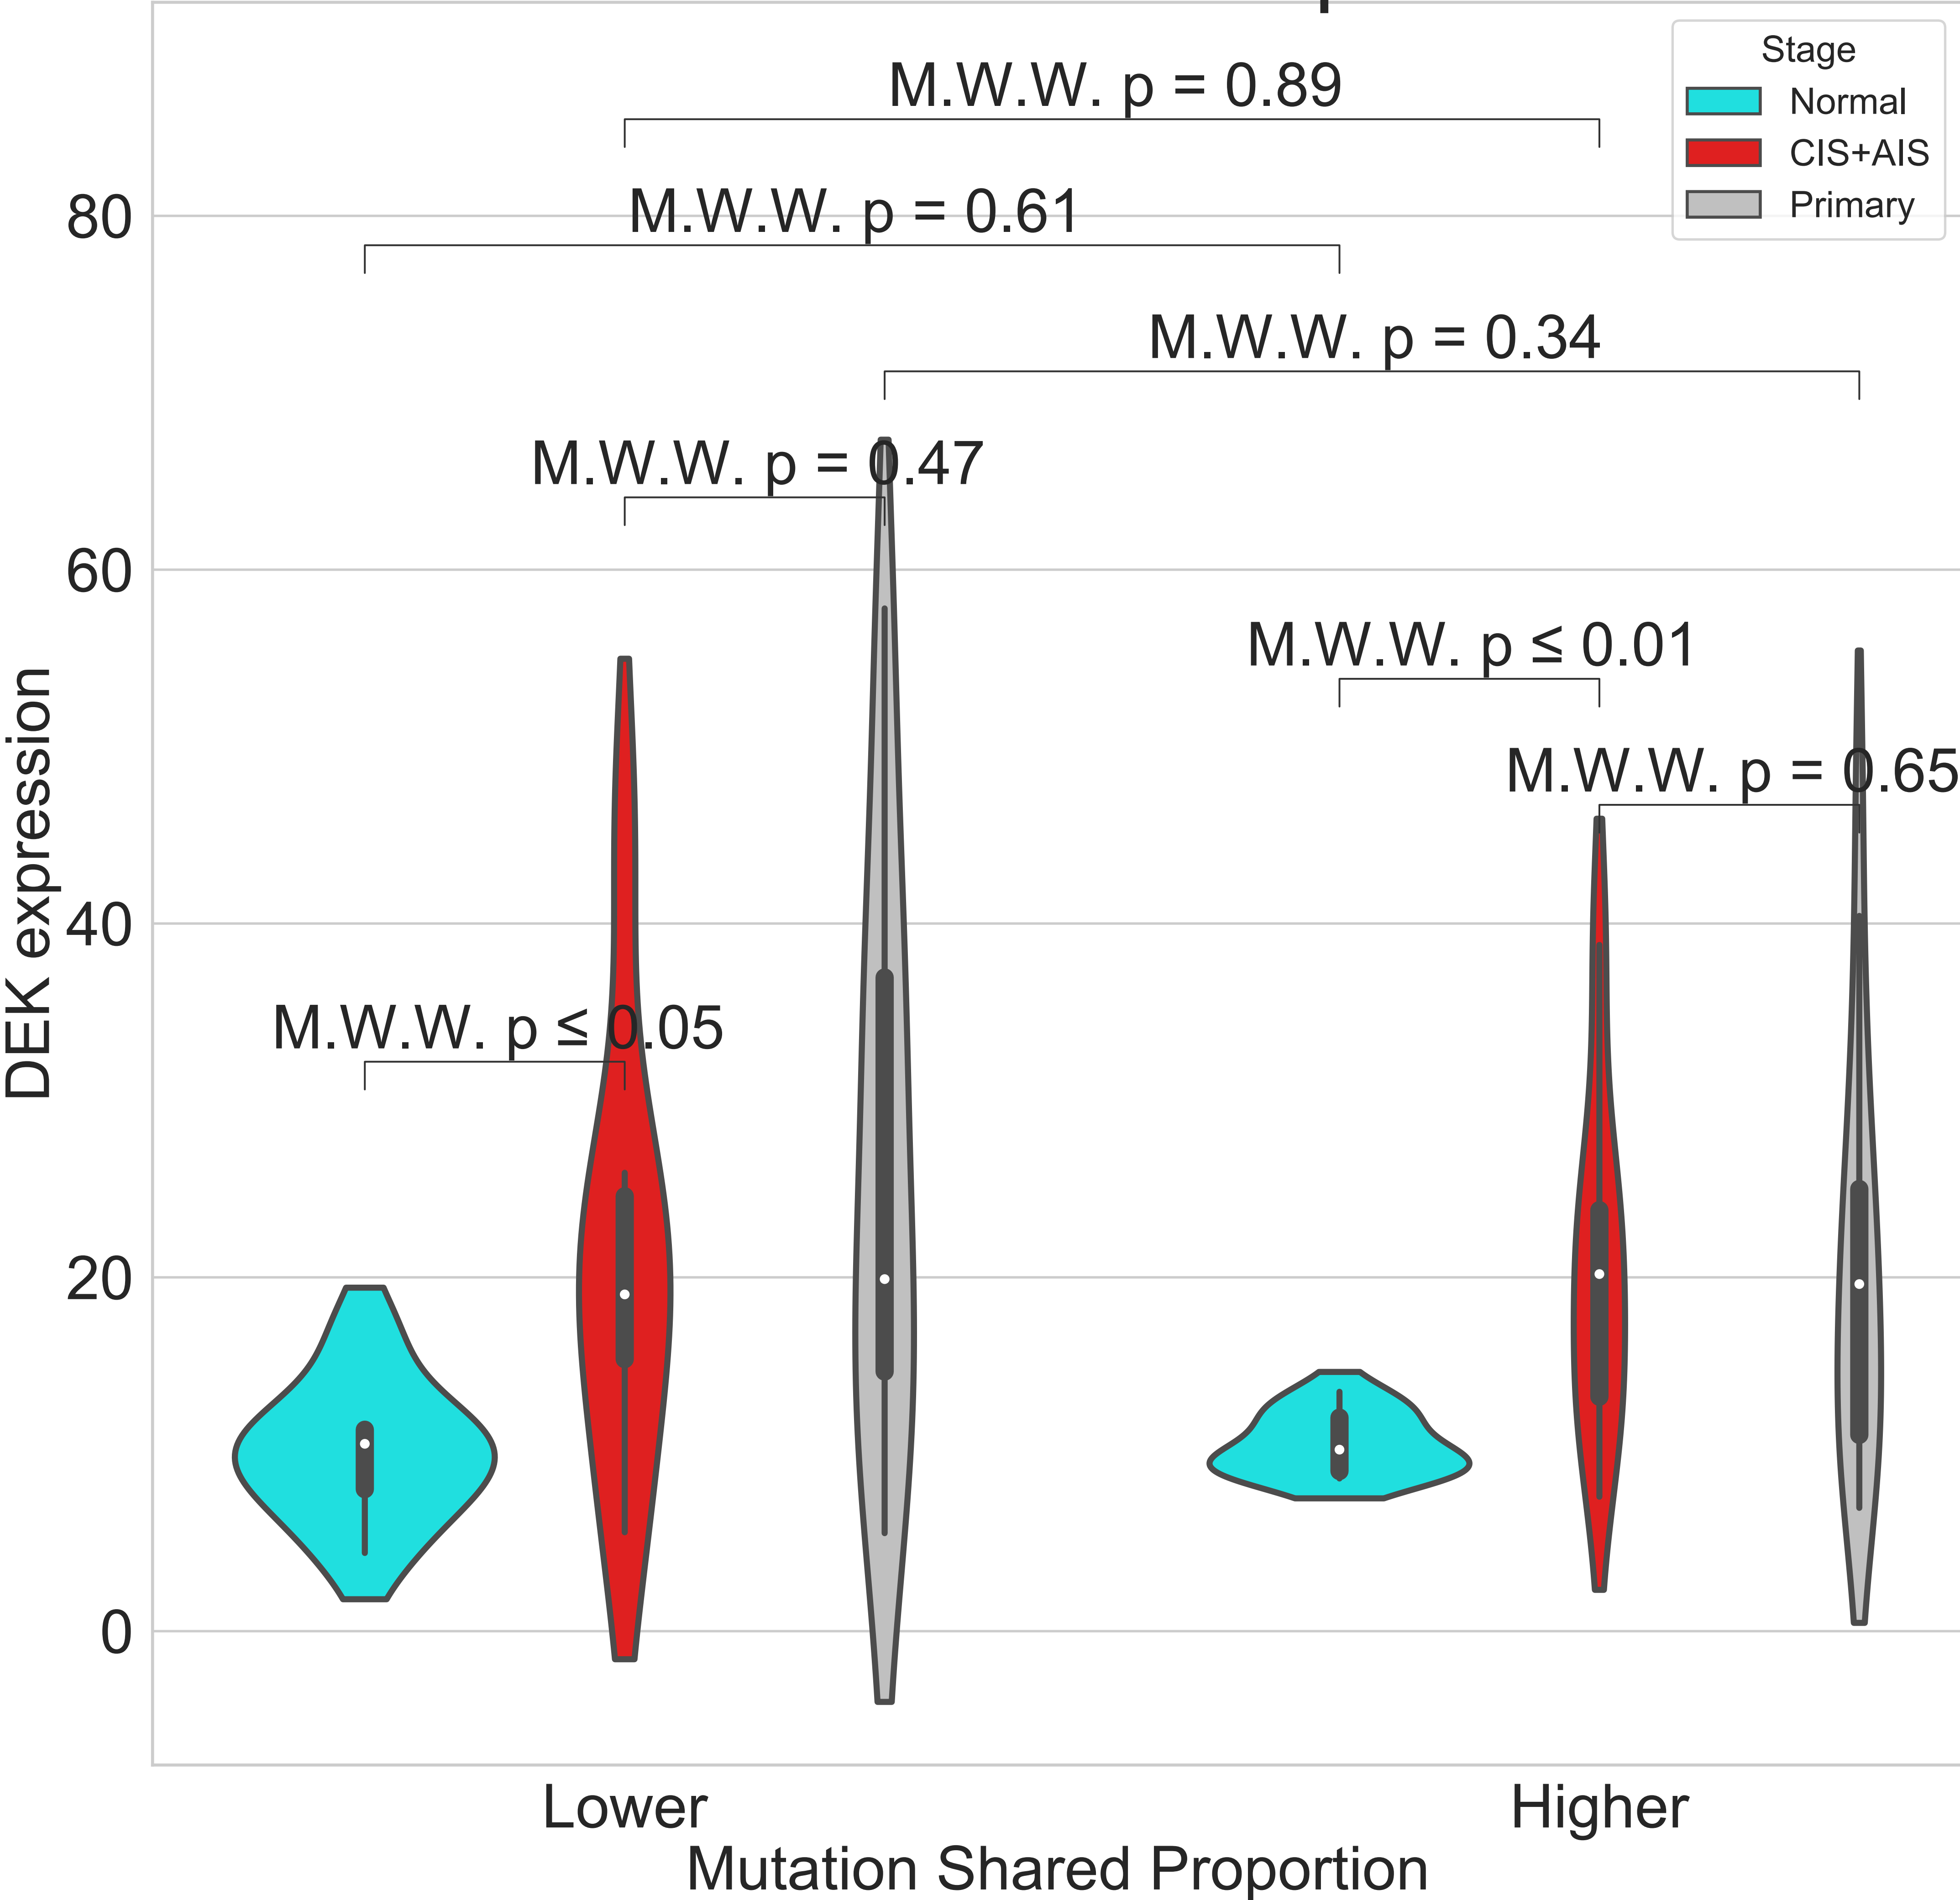 M.W.W. p = 0.89
Stage
Normal
CIS+AIS
Primary
M.W.W. p = 0.61
80
M.W.W. p = 0.34
M.W.W. p = 0.47
60
M.W.W. p ≤ 0.01
M.W.W. p = 0.65
DEK expression
40
M.W.W. p ≤ 0.05
20
0
Lower
Higher
Mutation Shared Proportion